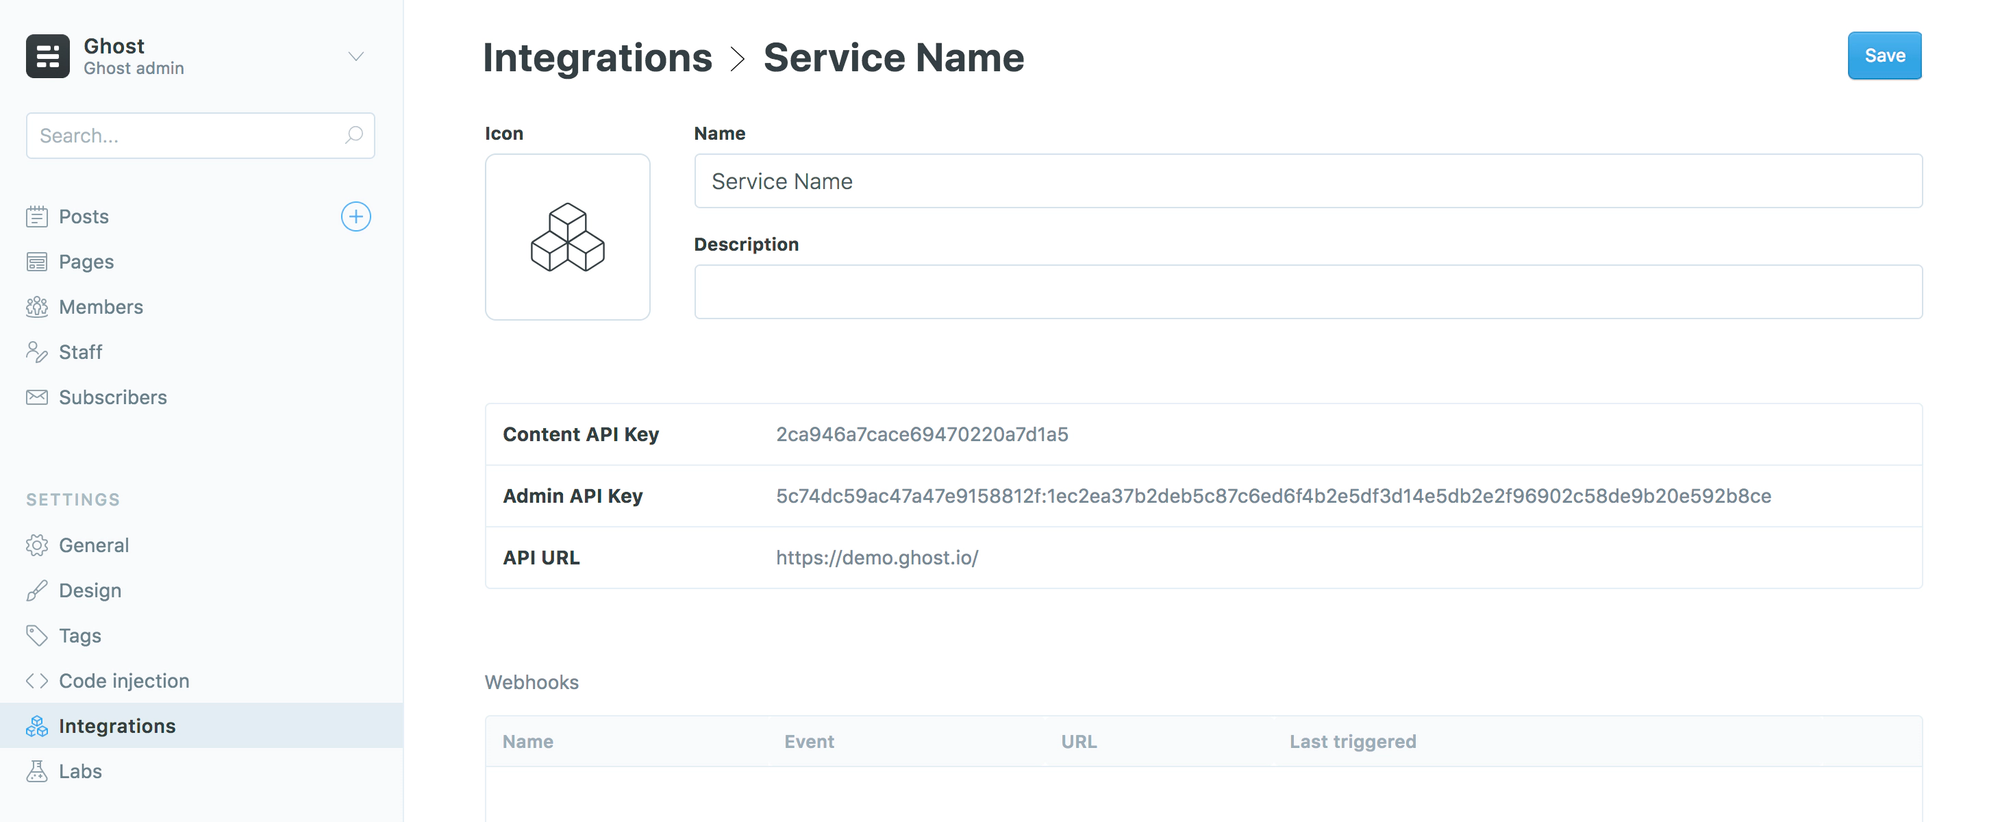 Ghost
Ghost admin
Search...
Posts
Pages
Members
Staff
Subscribers
SETTINGS
General
Design
Tags
Code injection
Integrations
Labs
Integrations > Service Name
Save
Icon
Name
Service Name
Description
Content API Key 2ca946a7cace69470220a7d1a5
Admin API Key 5c74dc59ac47a47e9158812f:1ec2ea37b2deb5c87c6ed6f4b2e5df3d14e5db2e2f96902c58de9b20e592b8ce
API URL https://demo.ghost.io/
Webhooks
Name Event URL Last triggered